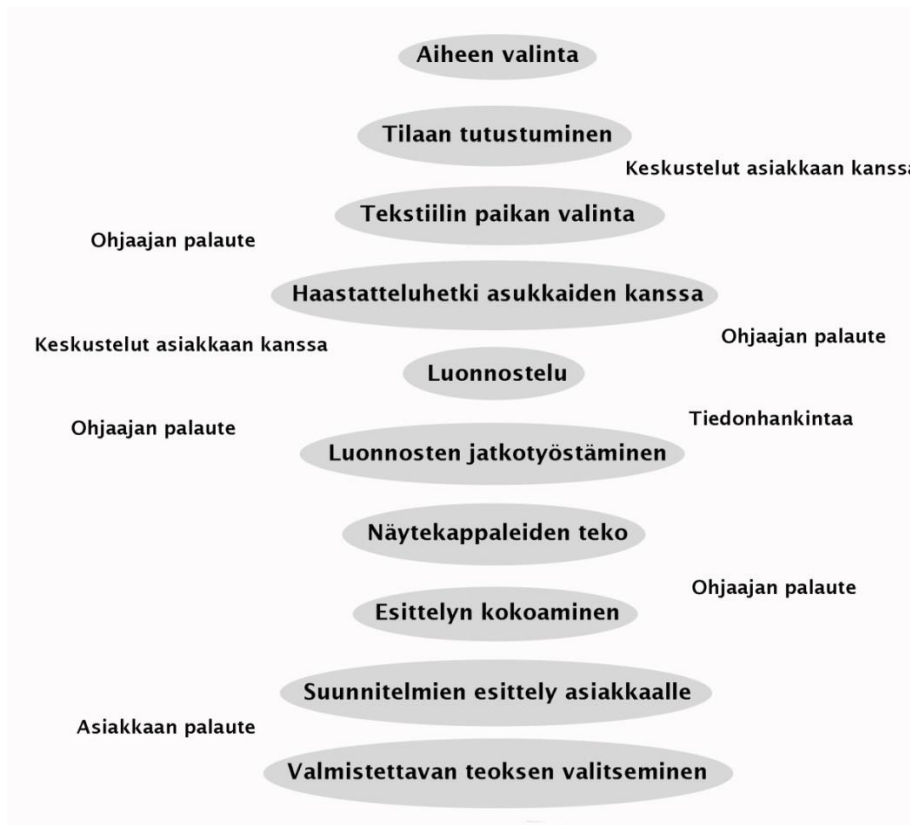 Aiheen valinta
Tilaan tutustuminen
Keskustelut asiakkaan kanssa
Tekstiilin paikan valinta
Ohjaajan palaute
Haastatteluhetki asukkaiden kanssa
Ohjaajan palaute
Keskustelut asiakkaan kanssa
Luonnostelu
Tiedonhankintaa
Ohjaajan palaute
Luonnosten jatkotyöstäminen
Näytekappaleiden teko
Ohjaajan palaute
Esittelyn kokoaminen
Suunnitelmien esittely asiakkaalle
Asiakkaan palaute
Valmistettavan teoksen valitseminen